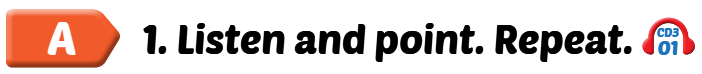 A 1. Listen and point. Repeat. CD3 01